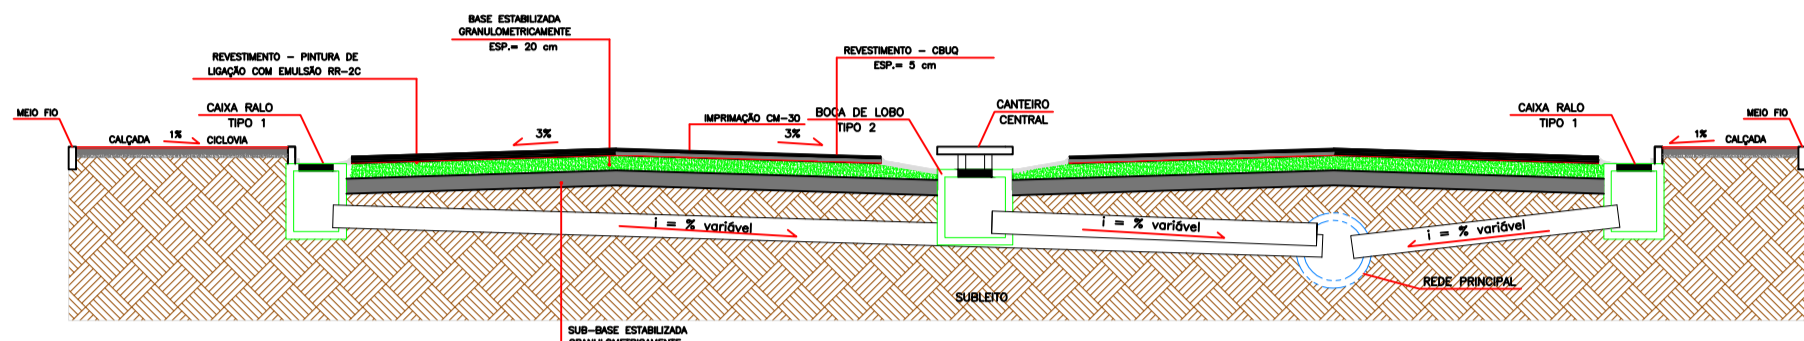 BASE ESTABILIZADA
GRANULOMETRICAMENTE
ESP.= 20 cm
REVESTIMENTO - PINTURA DE
LIGAÇÃO COM EMULSÃO RR-2C
REVESTIMENTO - CBUQ
ESP.= 5 cm
MEIO FIO
CAIXA RALO
TIPO 1
IMPRIMAÇÃO CM-30
BOCA DE LOBO
TIPO 2
CANTEIRO
CENTRAL
CAIXA RALO
TIPO 1
MEIO FIO
CALÇADA
1%
CICLOVIA
3%
3%
1%
CALÇADA
i = % variável
i = % variável
i = % variável
REDE PRINCIPAL
SUBLEITO
SUB-BASE ESTABILIZADA
GRANULOMETRICAMENTE